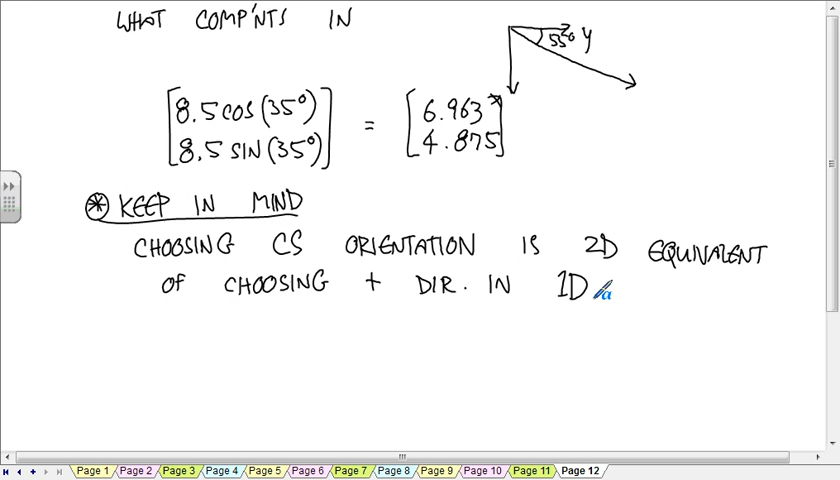 WHAT COMP'NTS IN
55° y
8.5 COS (35°)
8.5 SIN (35°)
=
6.963
4.875
* KEEP IN MIND
CHOOSING CS ORIENTATION IS 2D EQUIVALENT
OF CHOOSING + DIR. IN 1D
Page 1 Page 2 Page 3 Page 4 Page 5 Page 6 Page 7 Page 8 Page 9 Page 10 Page 11 Page 12